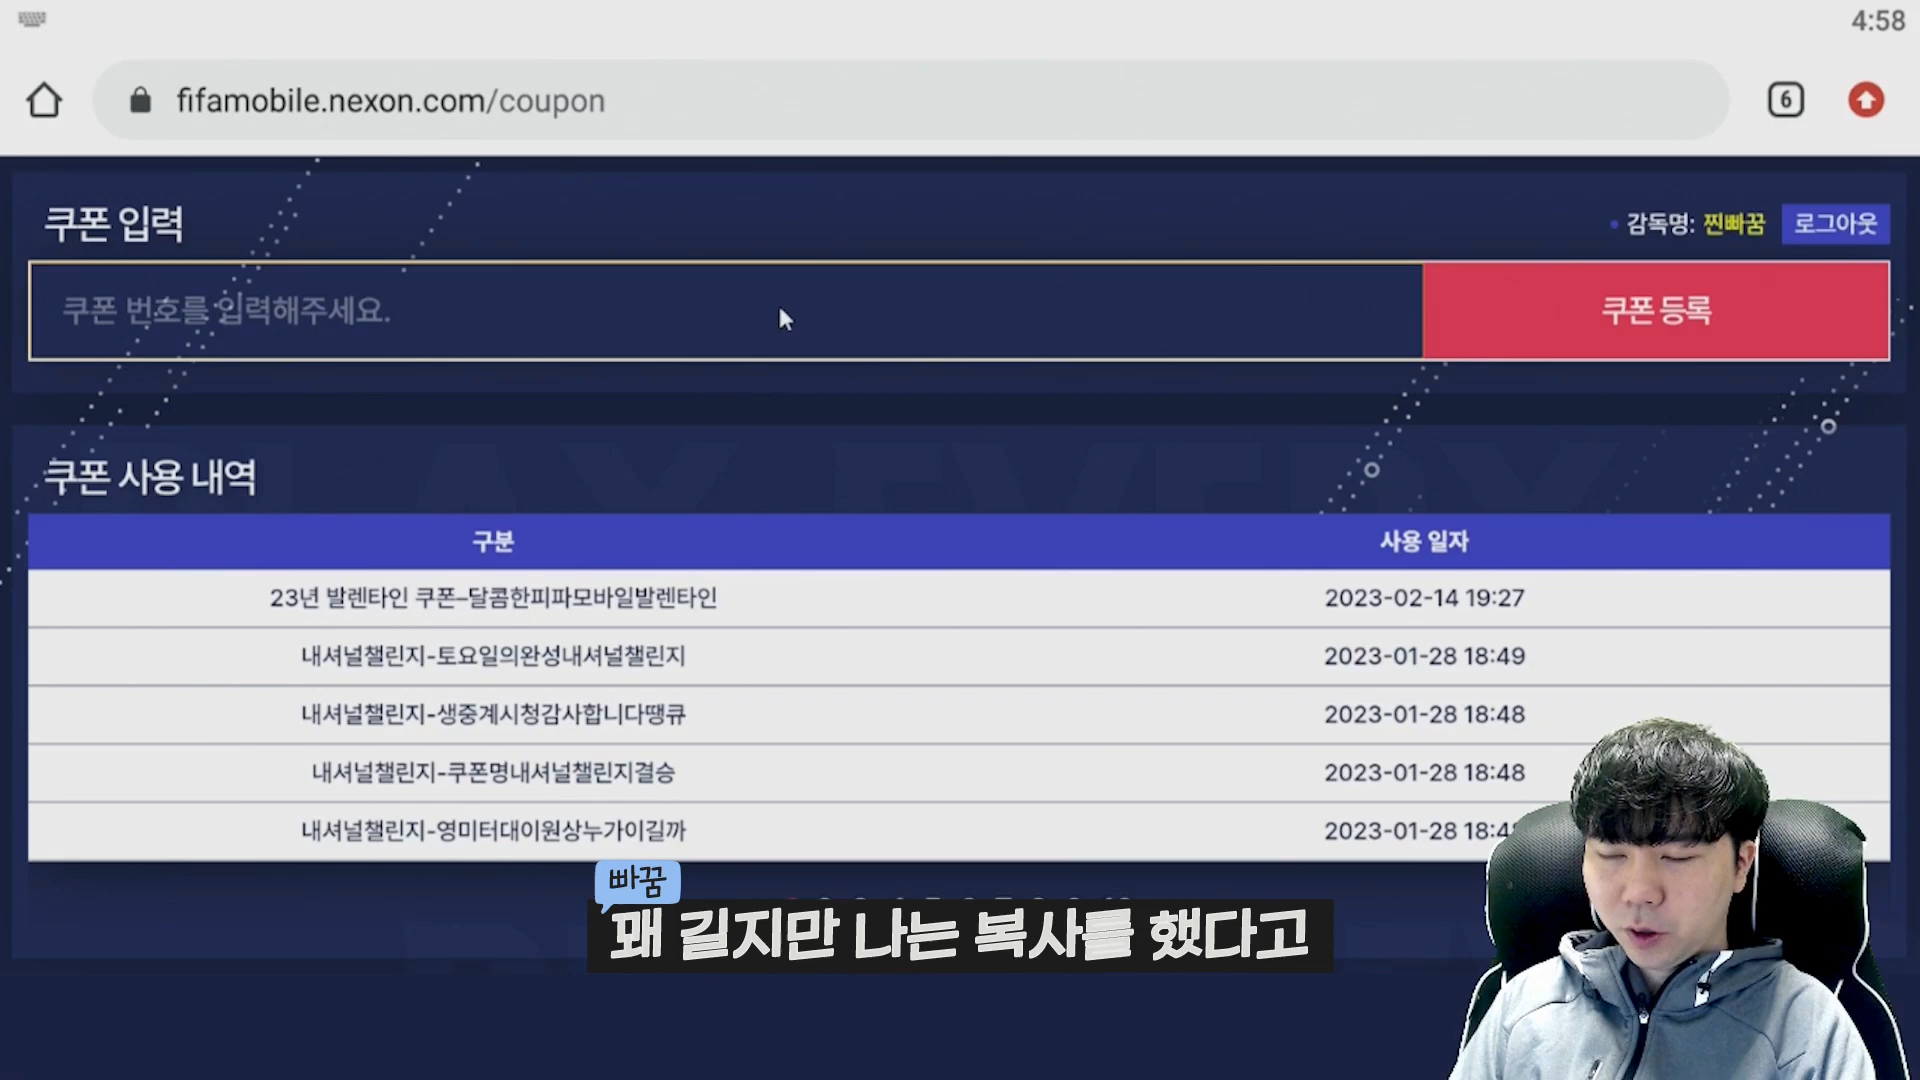 4:58
fifamobile.nexon.com/coupon
6
쿠폰 입력
감독명: 찐빠꿈
로그아웃
쿠폰 번호를 입력해주세요.
쿠폰 등록
쿠폰 사용 내역
구분 사용 일자
23년 발렌타인 쿠폰-달콤한피파모바일발렌타인 2023-02-14 19:27
내셔널챌린지-토요일의완성내셔널챌린지 2023-01-28 18:49
내셔널챌린지-생중계시청감사합니다땡큐 2023-01-28 18:48
내셔널챌린지-쿠폰명내셔널챌린지결승 2023-01-28 18:48
내셔널챌린지-영미터대이원상누가이길까 2023-01-28
빠꿈
꽤 길지만 나는 복사를 했다고